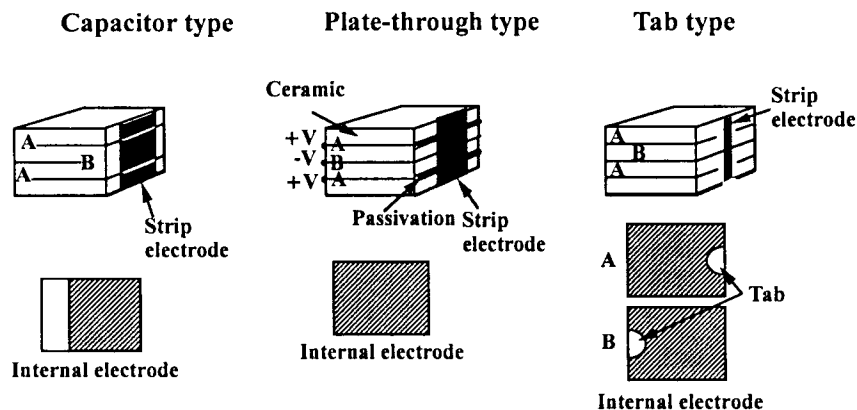 Capacitor type
A
B
A
Strip
electrode
Internal electrode
Plate-through type
Ceramic
+V
A
-V
B
+V
A
Passivation
Strip
electrode
Internal electrode
Tab type
Strip
electrode
A
B
A
A
Tab
B
Internal electrode